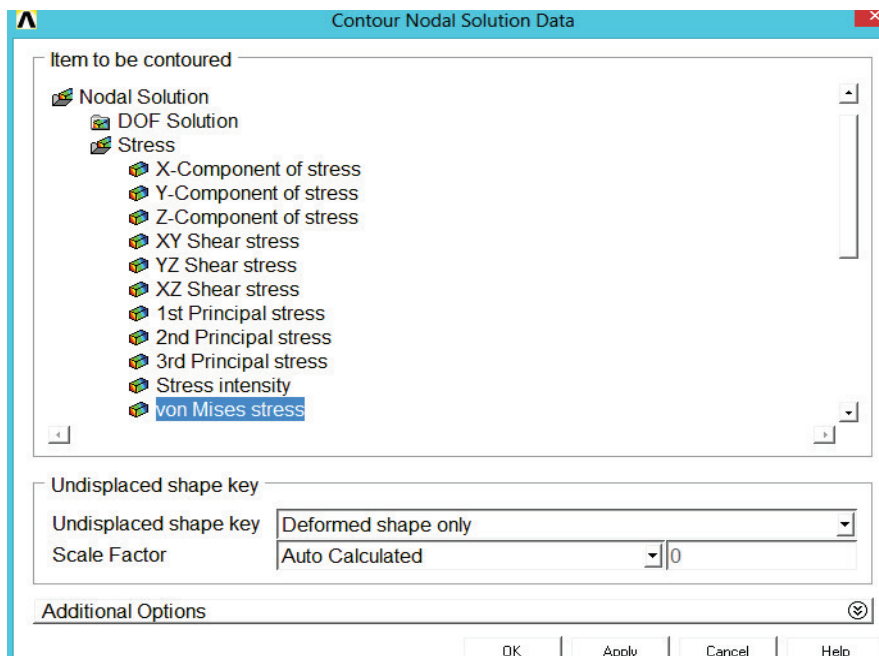 Contour Nodal Solution Data
Item to be contoured
Nodal Solution
DOF Solution
Stress
X-Component of stress
Y-Component of stress
Z-Component of stress
XY Shear stress
YZ Shear stress
XZ Shear stress
1st Principal stress
2nd Principal stress
3rd Principal stress
Stress intensity
von Mises stress
Undisplaced shape key
Undisplaced shape key Deformed shape only
Scale Factor Auto Calculated 0
Additional Options
OK Apply Cancel Help